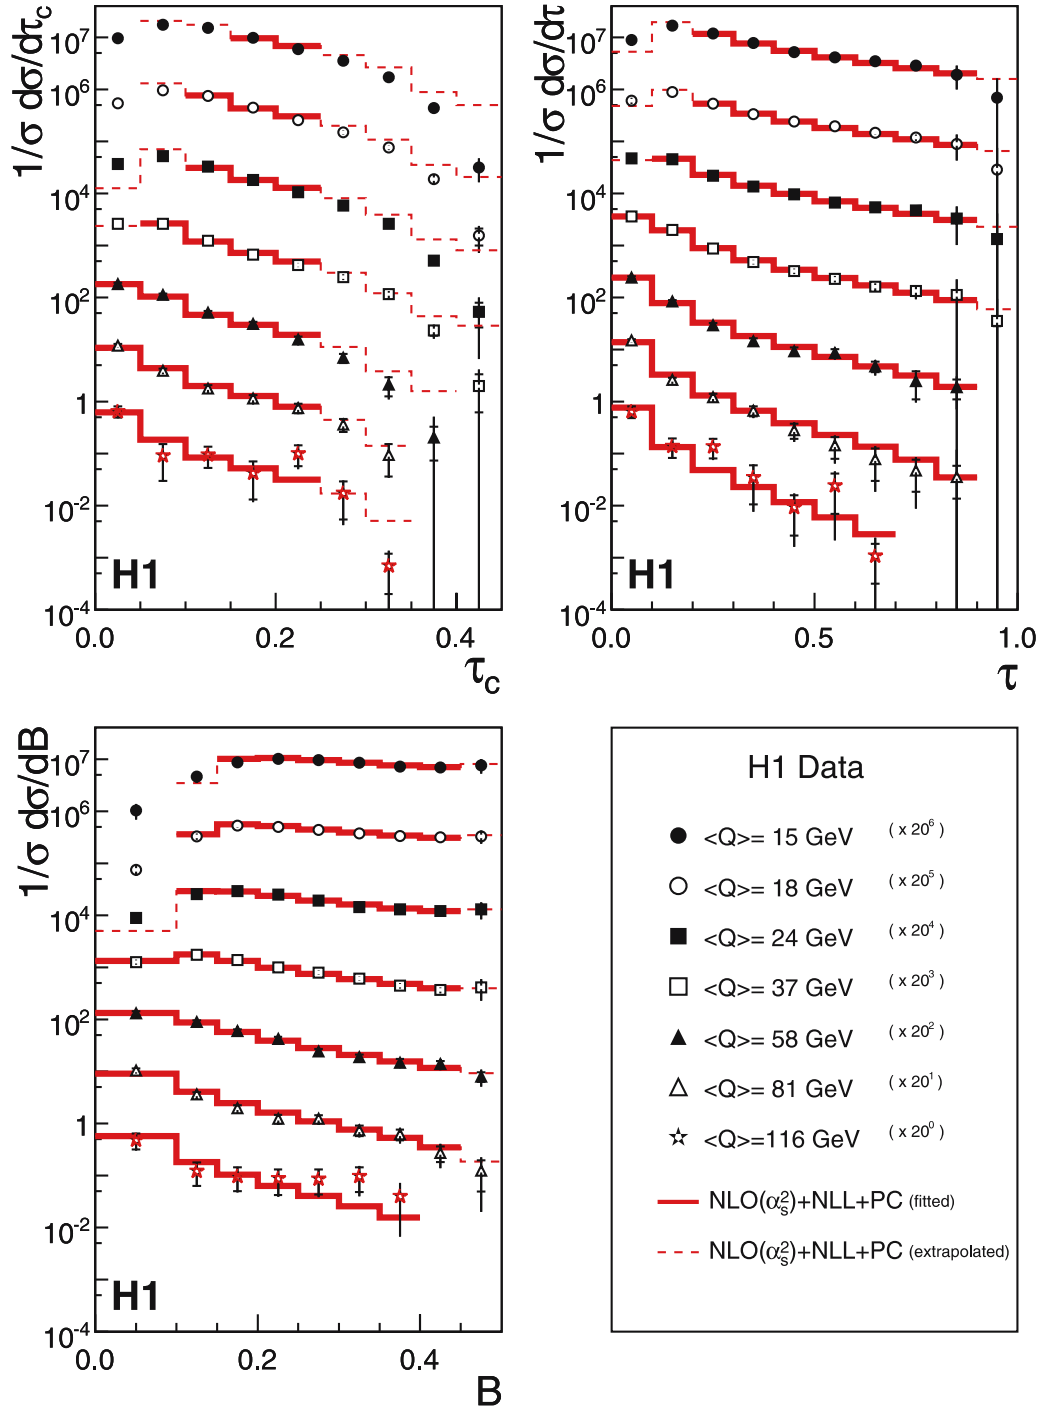 1/σ dσ/dτc
10^7
10^6
10^4
10^2
1
10^-2
10^-4
H1
0.0
0.2
0.4
τc
1/σ dσ/dτ
10^7
10^6
10^4
10^2
1
10^-2
10^-4
H1
0.0
0.5
1.0
τ
1/σ dσ/dB
10^7
10^6
10^4
10^2
1
10^-2
10^-4
H1
0.0
0.2
0.4
B
H1 Data
<Q>= 15 GeV (x 20^6)
<Q>= 18 GeV (x 20^5)
<Q>= 24 GeV (x 20^4)
<Q>= 37 GeV (x 20^3)
<Q>= 58 GeV (x 20^2)
<Q>= 81 GeV (x 20^1)
<Q>=116 GeV (x 20^0)
NLO(αs^2)+NLL+PC (fitted)
NLO(αs^2)+NLL+PC (extrapolated)